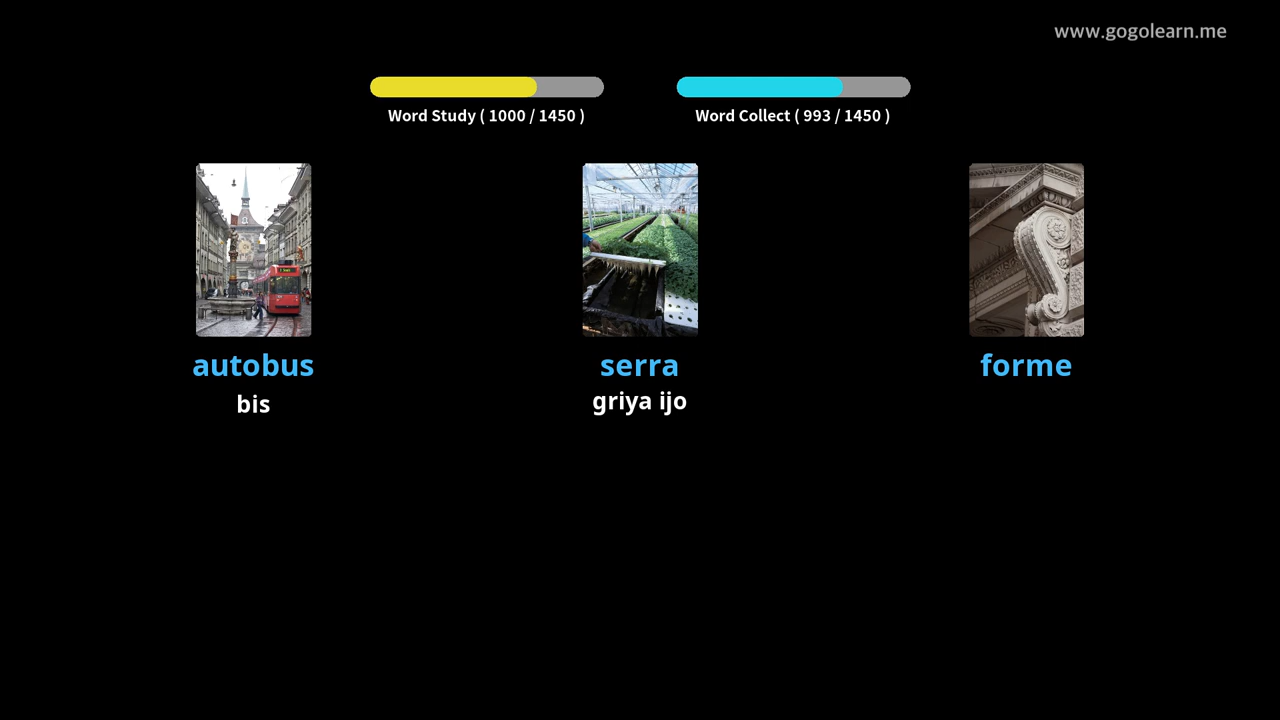 www.gogolearn.me
Word Study ( 1000 / 1450 )
Word Collect ( 993 / 1450 )
autobus
serra
forme
bis
griya ijo